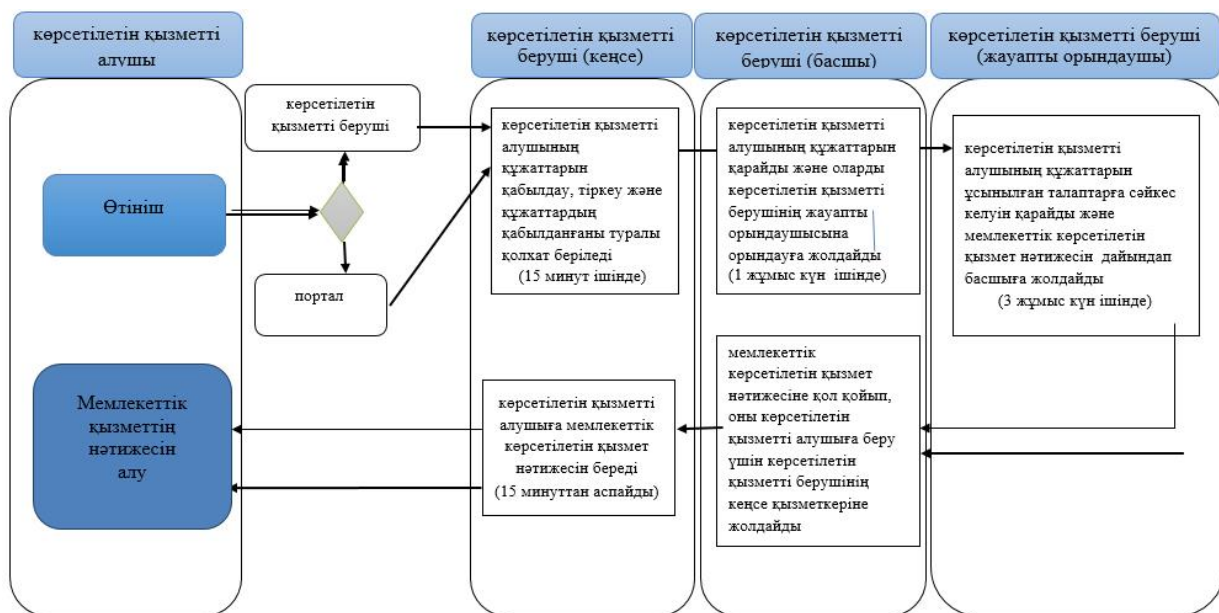 көрсетілетін қызметті
алушы
көрсетілетін қызметті
беруші (кеңсе)
көрсетілетін қызметті
беруші (басшы)
көрсетілетін қызметті беруші
(жауапты орындаушы)
көрсетілетін
қызметті беруші
Өтініш
портал
көрсетілетін қызметті
алушының
құжаттарын
қабылдау, тіркеу және
құжаттардың
қабылданғаны туралы
қолхат беріледі
(15 минут ішінде)
көрсетілетін қызметті
алушының құжаттарын
қарайды және оларды
көрсетілетін қызметті
берушінің жауапты
орындаушысына
орындауға жолдайды
(1 жұмыс күн ішінде)
көрсетілетін қызметті
алушының құжаттарын
ұсынылған талаптарға сәйкес
келуін қарайды және
мемлекеттік көрсетілетін
қызмет нәтижесін дайындап
басшыға жолдайды
(3 жұмыс күн ішінде)
Мемлекеттік
қызметтің
нәтижесін
алу
көрсетілетін қызметті
алушыға мемлекеттік
көрсетілетін қызмет
нәтижесін береді
(15 минуттан аспайды)
мемлекеттік
көрсетілетін қызмет
нәтижесіне қол қойып,
оны көрсетілетін
қызметті алушыға беру
үшін көрсетілетін
қызметті берушінің
кеңсе қызметкеріне
жолдайды